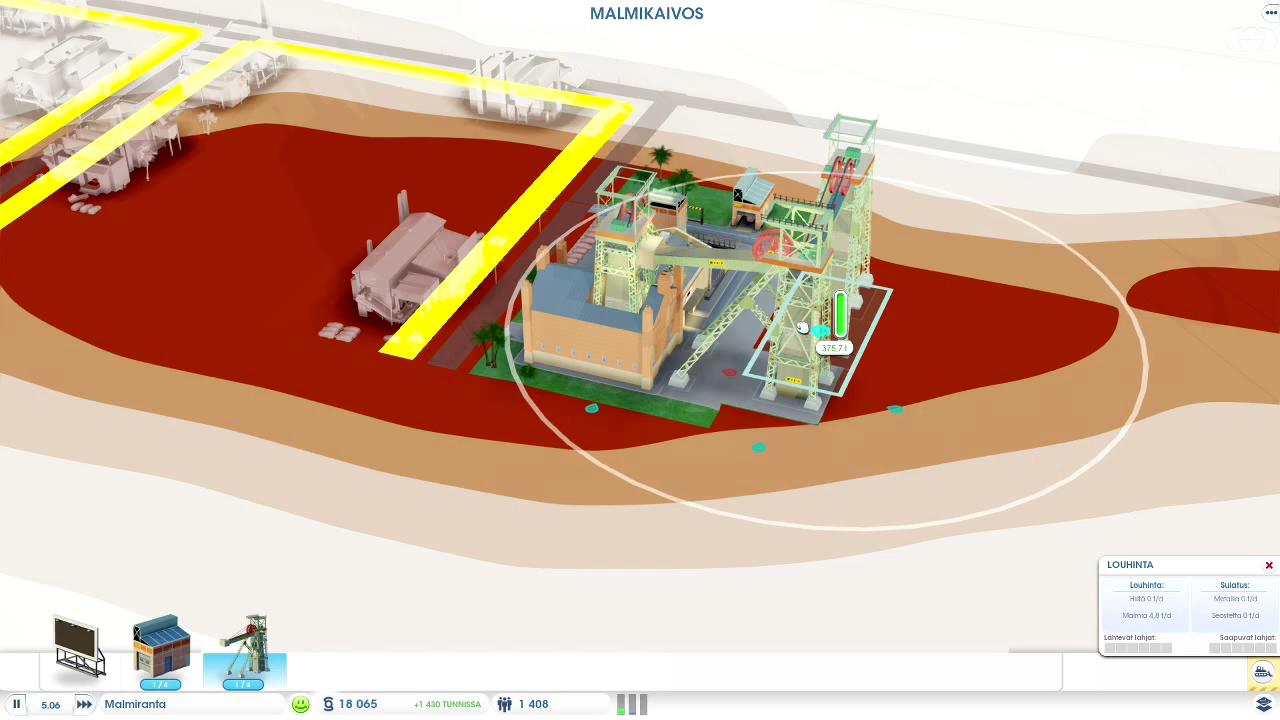 MALMIKAIVOS
375,7 t
LOUHINTA
Louhinta:
Sulatus:
Hiiltä 0 t/d
Metallia 0 t/d
Malmia 4,8 t/d
Seostetta 0 t/d
Lähtevät lahjat:
Saapuvat lahjat:
1 / 4
1 / 4
5.06
Malmiranta
18 065
+1 430 TUNNISSA
1 408